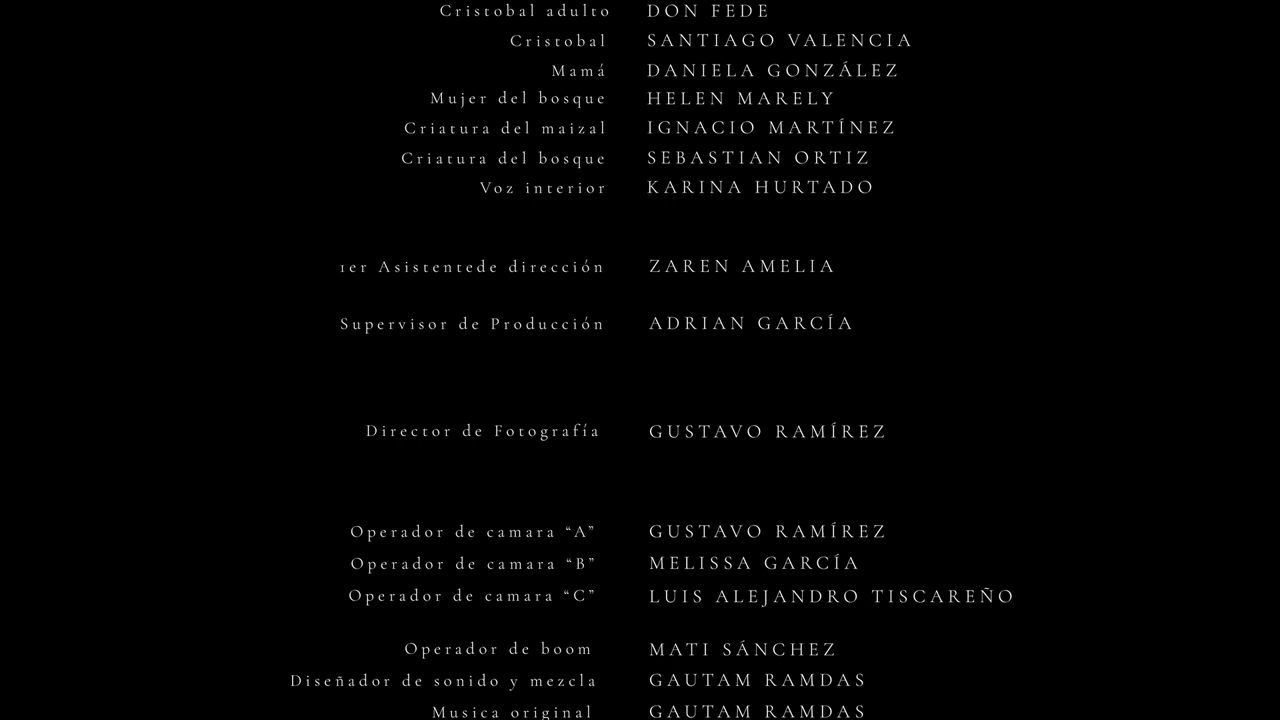 Cristobal adulto DON FEDE
Cristobal SANTIAGO VALENCIA
Mamá DANIELA GONZÁLEZ
Mujer del bosque HELEN MARELY
Criatura del maizal IGNACIO MARTÍNEZ
Criatura del bosque SEBASTIAN ORTIZ
Voz interior KARINA HURTADO
1er Asistentede dirección ZAREN AMELIA
Supervisor de Producción ADRIAN GARCÍA
Director de Fotografía GUSTAVO RAMÍREZ
Operador de camara “A” GUSTAVO RAMÍREZ
Operador de camara “B” MELISSA GARCÍA
Operador de camara “C” LUIS ALEJANDRO TISCAREÑO
Operador de boom MATI SÁNCHEZ
Diseñador de sonido y mezcla GAUTAM RAMDAS
Musica original GAUTAM RAMDAS